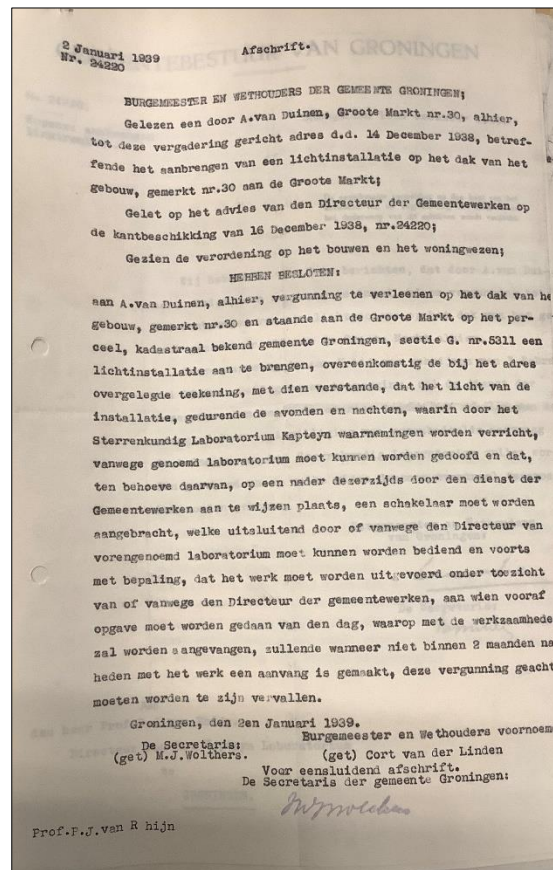 2 Januari 1939
Nr. 24220
Afschrift.
BURGEMEESTER EN WETHOUDERS DER GEMEENTE GRONINGEN;
Gelezen een door A.van Duinen, Groote Markt nr.30, alhier,
tot deze vergadering gericht adres d.d. 14 December 1938, betref-
fende het aanbrengen van een lichtinstallatie op het dak van het
gebouw, gemerkt nr.30 aan de Groote Markt;
Gelet op het advies van den Directeur der Gemeentewerken op
de kantbeschikking van 16 December 1938, nr.24220;
Gezien de verordening op het bouwen en het woningwezen;
HEBBEN BESLOTEN:
aan A.van Duinen, alhier, vergunning te verleenen op het dak van he
gebouw, gemerkt nr.30 en staande aan de Groote Markt op het per-
ceel, kadastraal bekend gemeente Groningen, sectie G. nr.5311 een
lichtinstallatie aan te brengen, overeenkomstig de bij het adres
overgelegde teekening, met dien verstande, dat het licht van de
installatie, gedurende de avonden en nachten, waarin door het
Sterrenkundig Laboratorium Kapteyn waarnemingen worden verricht,
vanwege genoemd laboratorium moet kunnen worden gedoofd en dat,
ten behoeve daarvan, op een nader dezerzijds door den dienst der
Gemeentewerken aan te wijzen plaats, een schakelaar moet worden
aangebracht, welke uitsluitend door of vanwege den Directeur van
vorengenoemd laboratorium moet kunnen worden bediend en voorts
met bepaling, dat het werk moet worden uitgevoerd onder toezicht
van of vanwege den Directeur der gemeentewerken, aan wien vooraf
opgave moet worden gedaan van den dag, waarop met de werkzaamhede
zal worden aangevangen, zullende wanneer niet binnen 2 maanden na
heden met het werk een aanvang is gemaakt, deze vergunning geacht
moeten worden te zijn vervallen.
Groningen, den 2en Januari 1939.
Burgemeester en Wethouders voornoem
De Secretaris:
(get) M.J.Wolthers.
(get) Cort van der Linden
Voor eensluidend afschrift.
De Secretaris der gemeente Groningen:
Prof.P.J.van R hijn